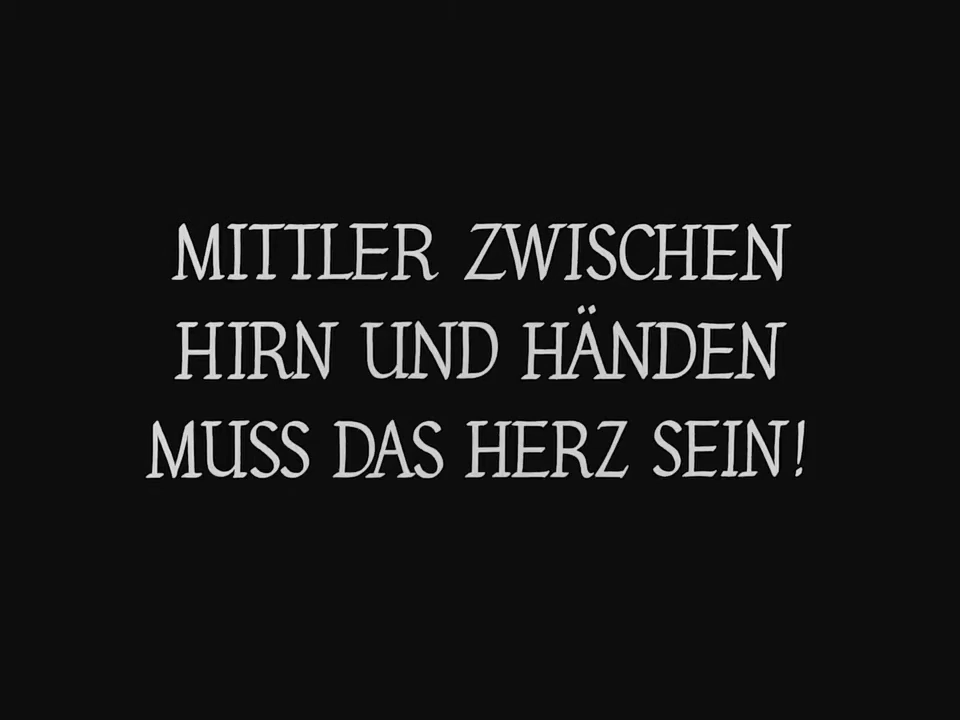 MITTLER ZWISCHEN
HIRN UND HÄNDEN
MUSS DAS HERZ SEIN!